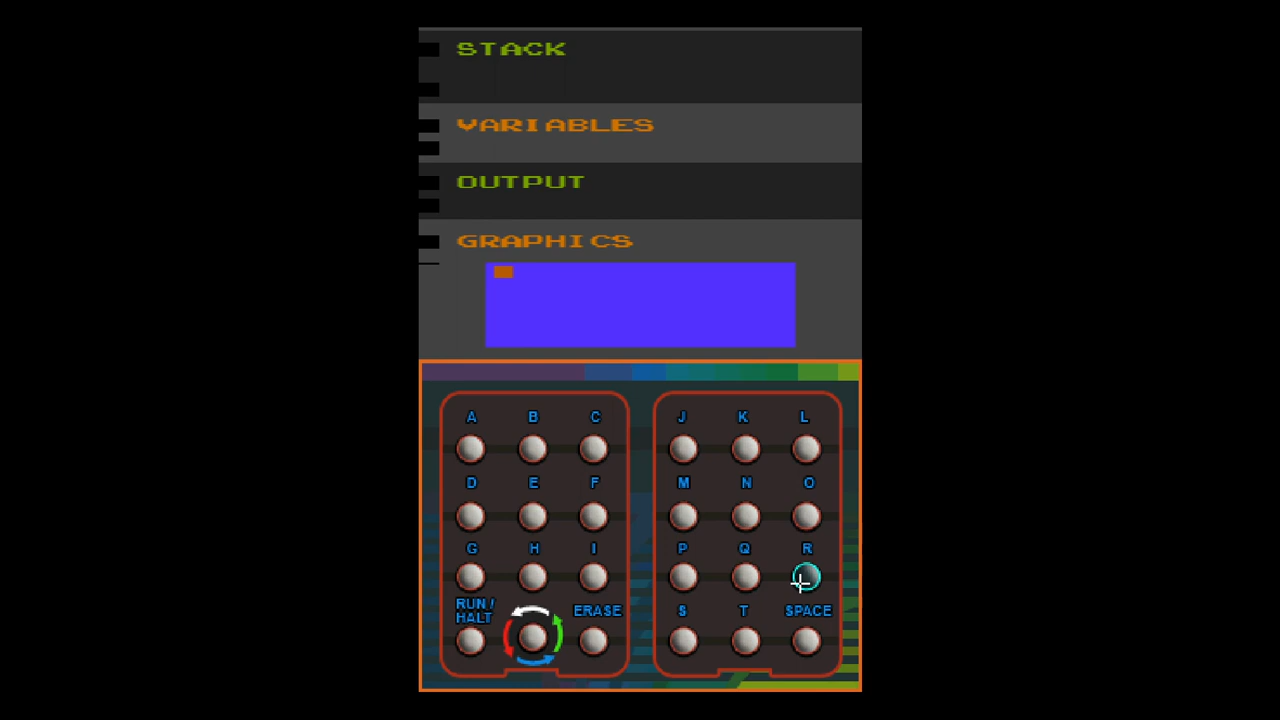 STACK
VARIABLES
OUTPUT
GRAPHICS
A B C
J K L
D E F
M N O
G H I
P Q R
RUN/
HALT
ERASE
S T SPACE